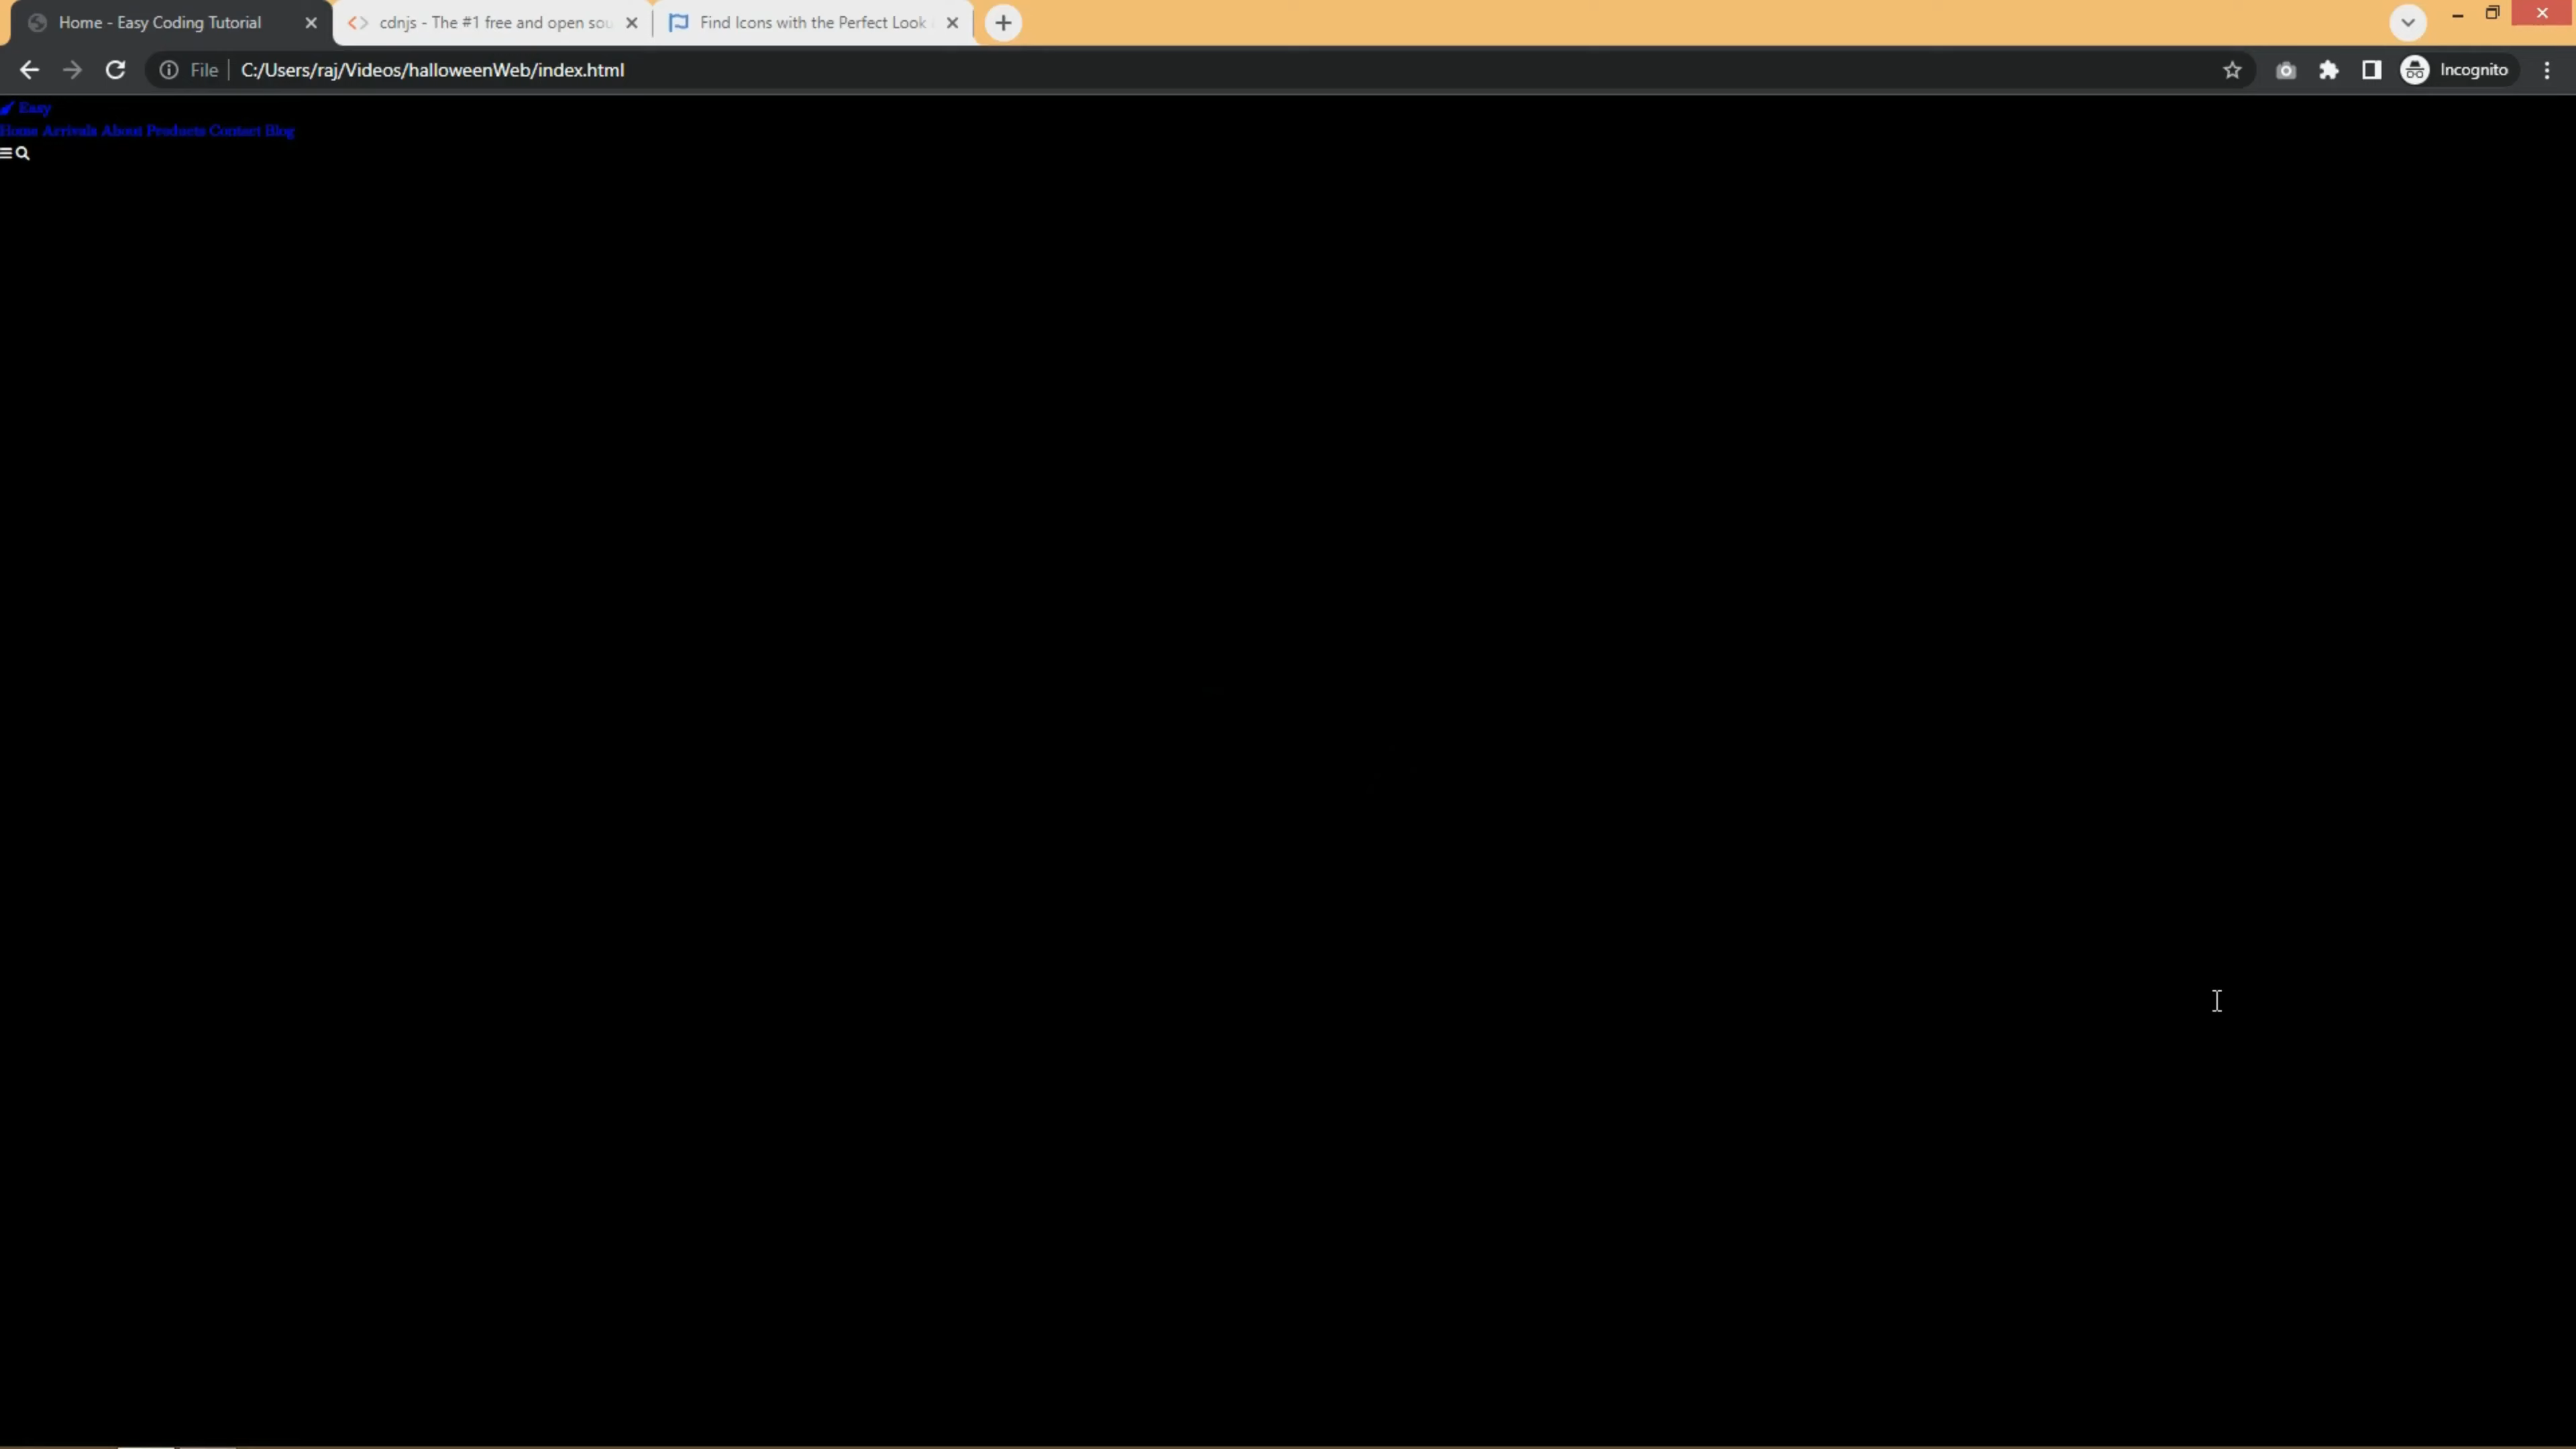 Home - Easy Coding Tutorial
cdnjs - The #1 free and open sou
Find Icons with the Perfect Look
File
C:/Users/raj/Videos/halloweenWeb/index.html
Incognito
Easy
Home Arrivals About Products Contact Blog